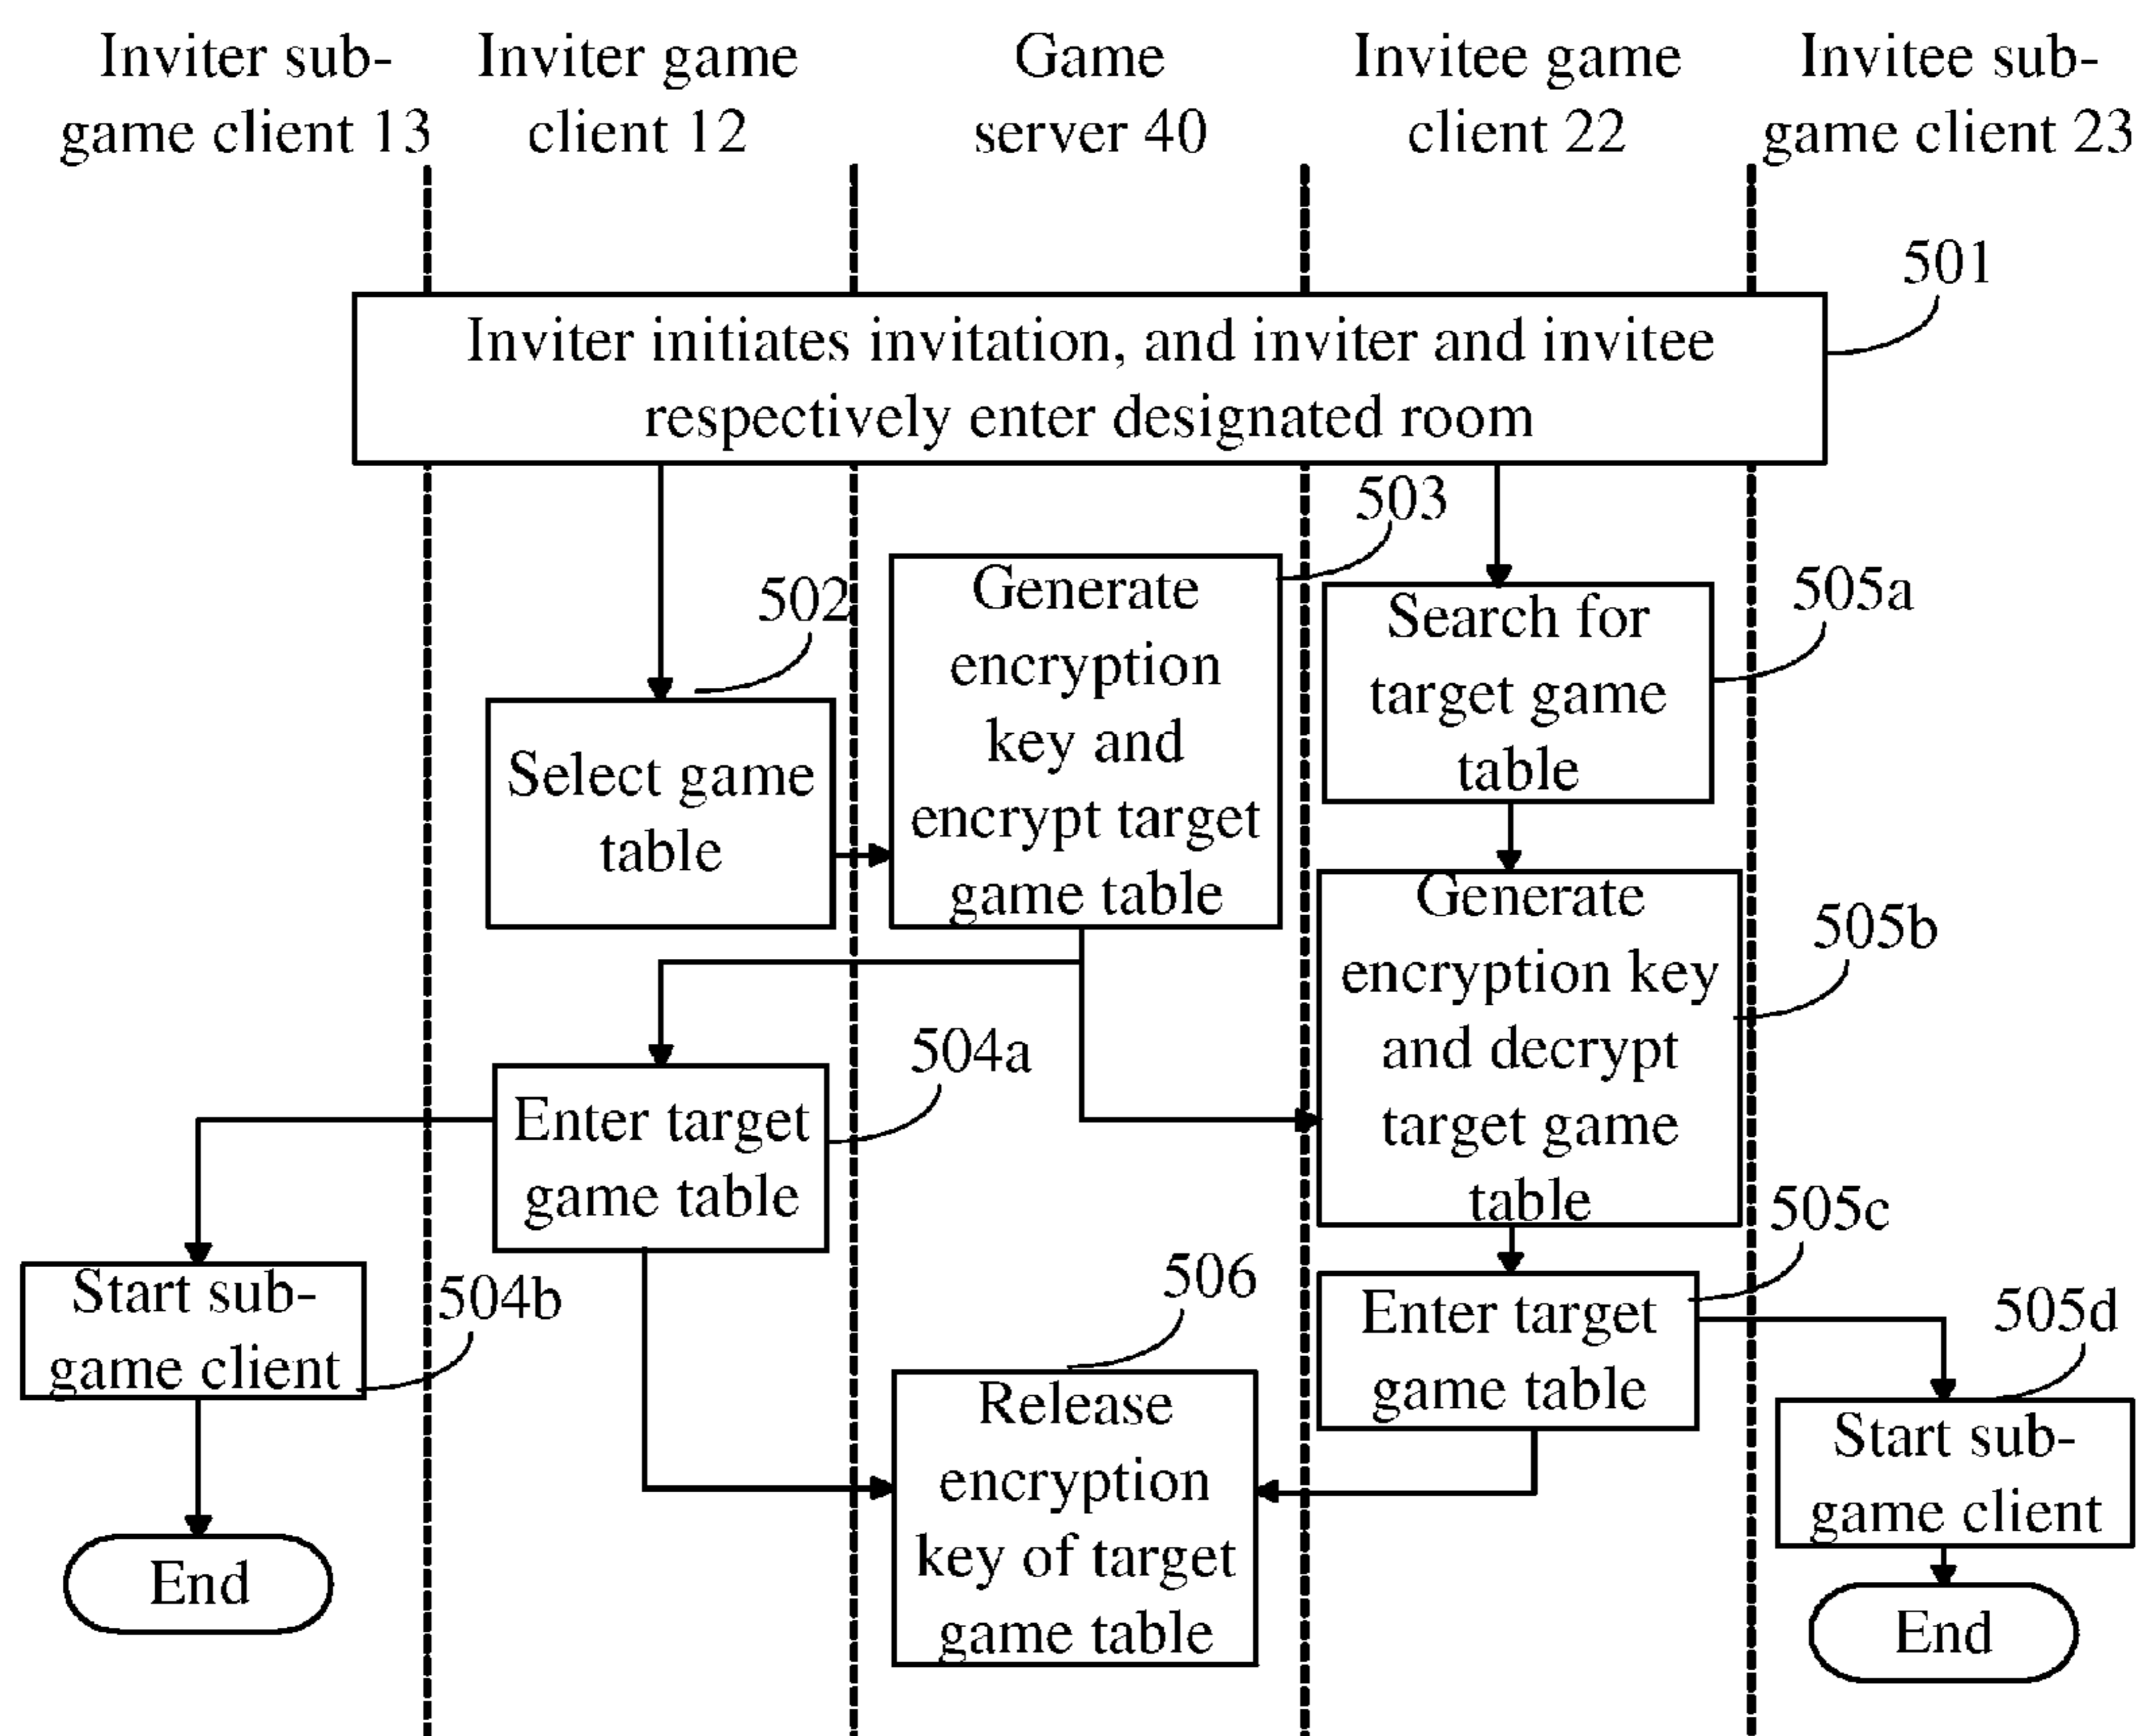 Inviter sub-
game client 13
Inviter game
client 12
Game
server 40
Invitee game
client 22
Invitee sub-
game client 23
501
Inviter initiates invitation, and inviter and invitee
respectively enter designated room
502
Select game
table
503
Generate
encryption
key and
encrypt target
game table
505a
Search for
target game
table
505b
Generate
encryption key
and decrypt
target game
table
504a
Enter target
game table
504b
Start sub-
game client
End
506
Release
encryption
key of target
game table
505c
Enter target
game table
505d
Start sub-
game client
End